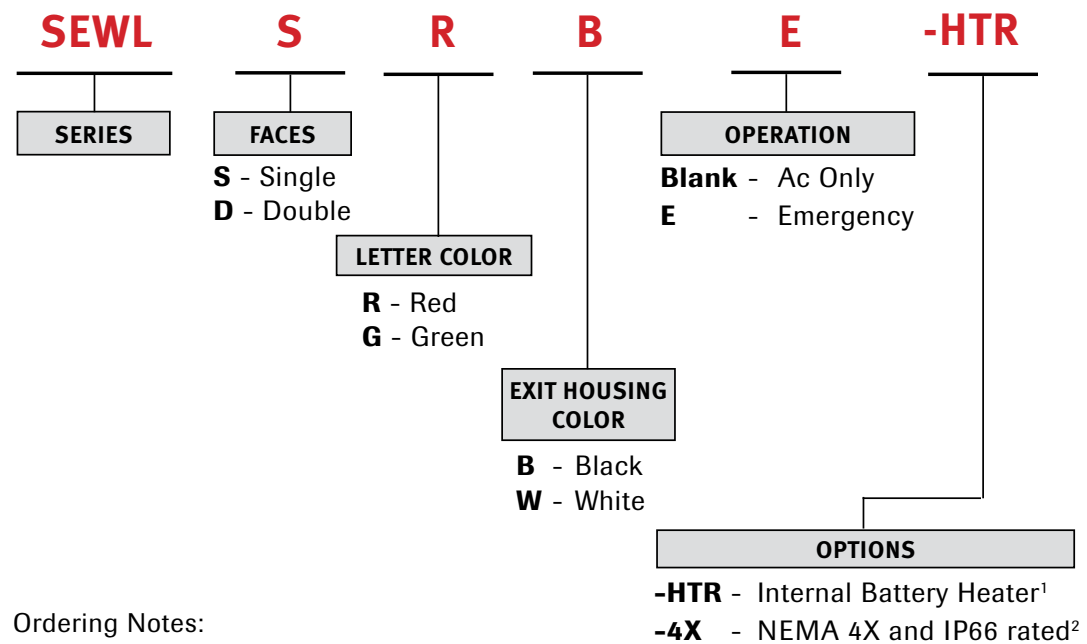 SEWL S R B E -HTR
SERIES
FACES
S - Single
D - Double
LETTER COLOR
R - Red
G - Green
EXIT HOUSING
COLOR
B - Black
W - White
OPERATION
Blank - Ac Only
E - Emergency
OPTIONS
-HTR - Internal Battery Heater¹
-4X - NEMA 4X and IP66 rated²
Ordering Notes: